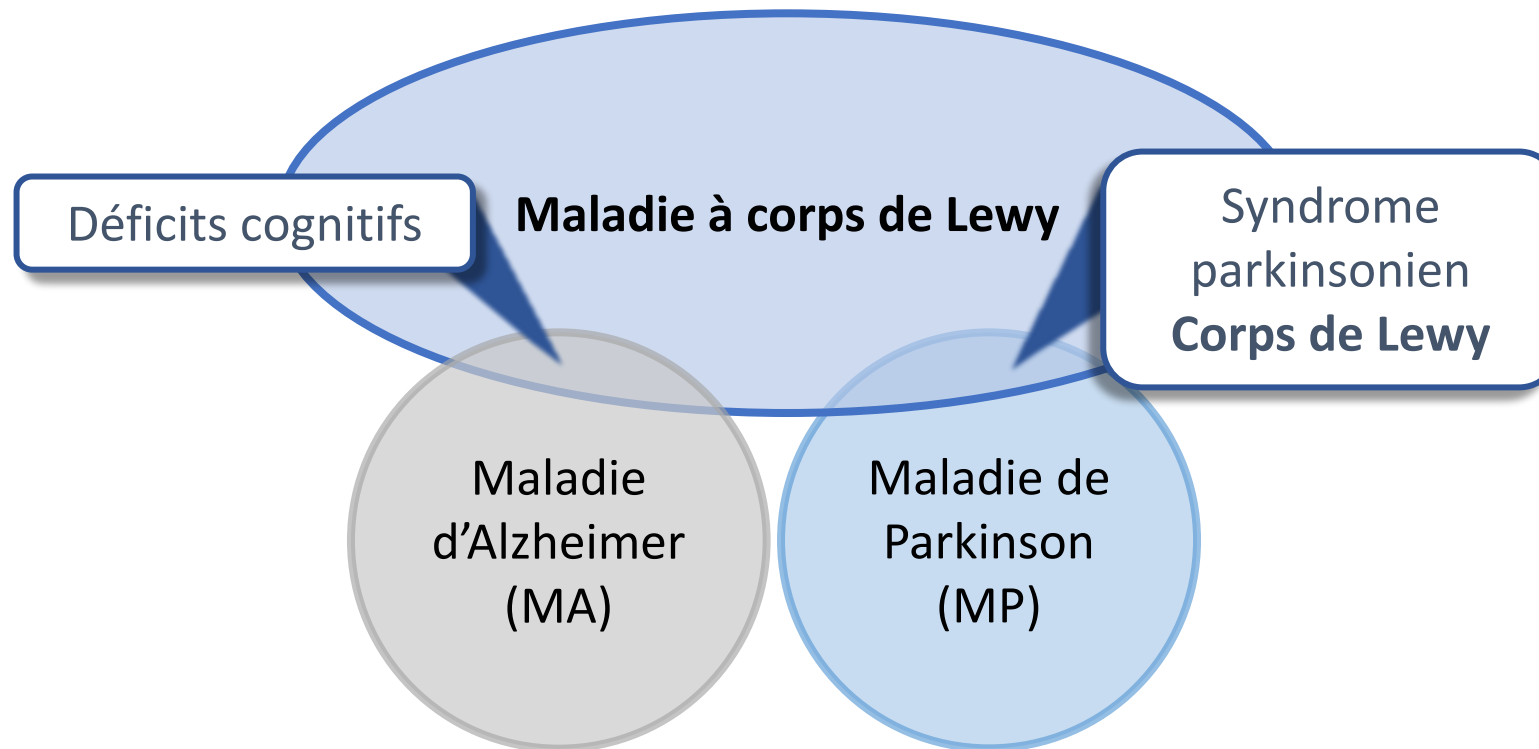 Maladie à corps de Lewy
Déficits cognitifs
Syndrome
parkinsonien
Corps de Lewy
Maladie
d’Alzheimer
(MA)
Maladie de
Parkinson
(MP)